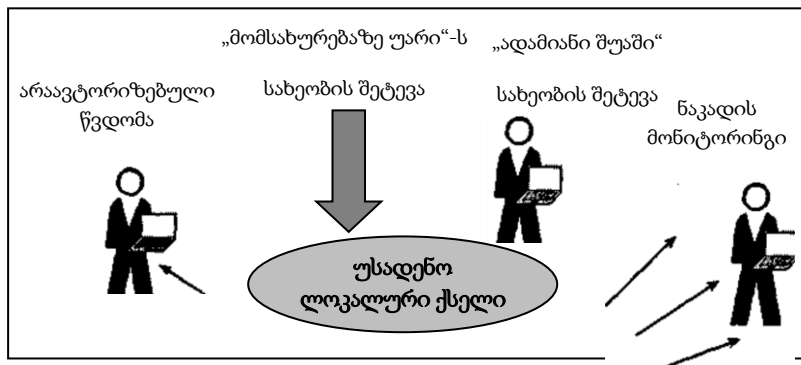 არაავტორიზებული
წვდომა
„მომსახურებაზე უარი“-ს
სახეობის შეტევა
„ადამიანი შუაში“
სახეობის შეტევა
ნაკადის
მონიტორინგი
უსადენო
ლოკალური ქსელი